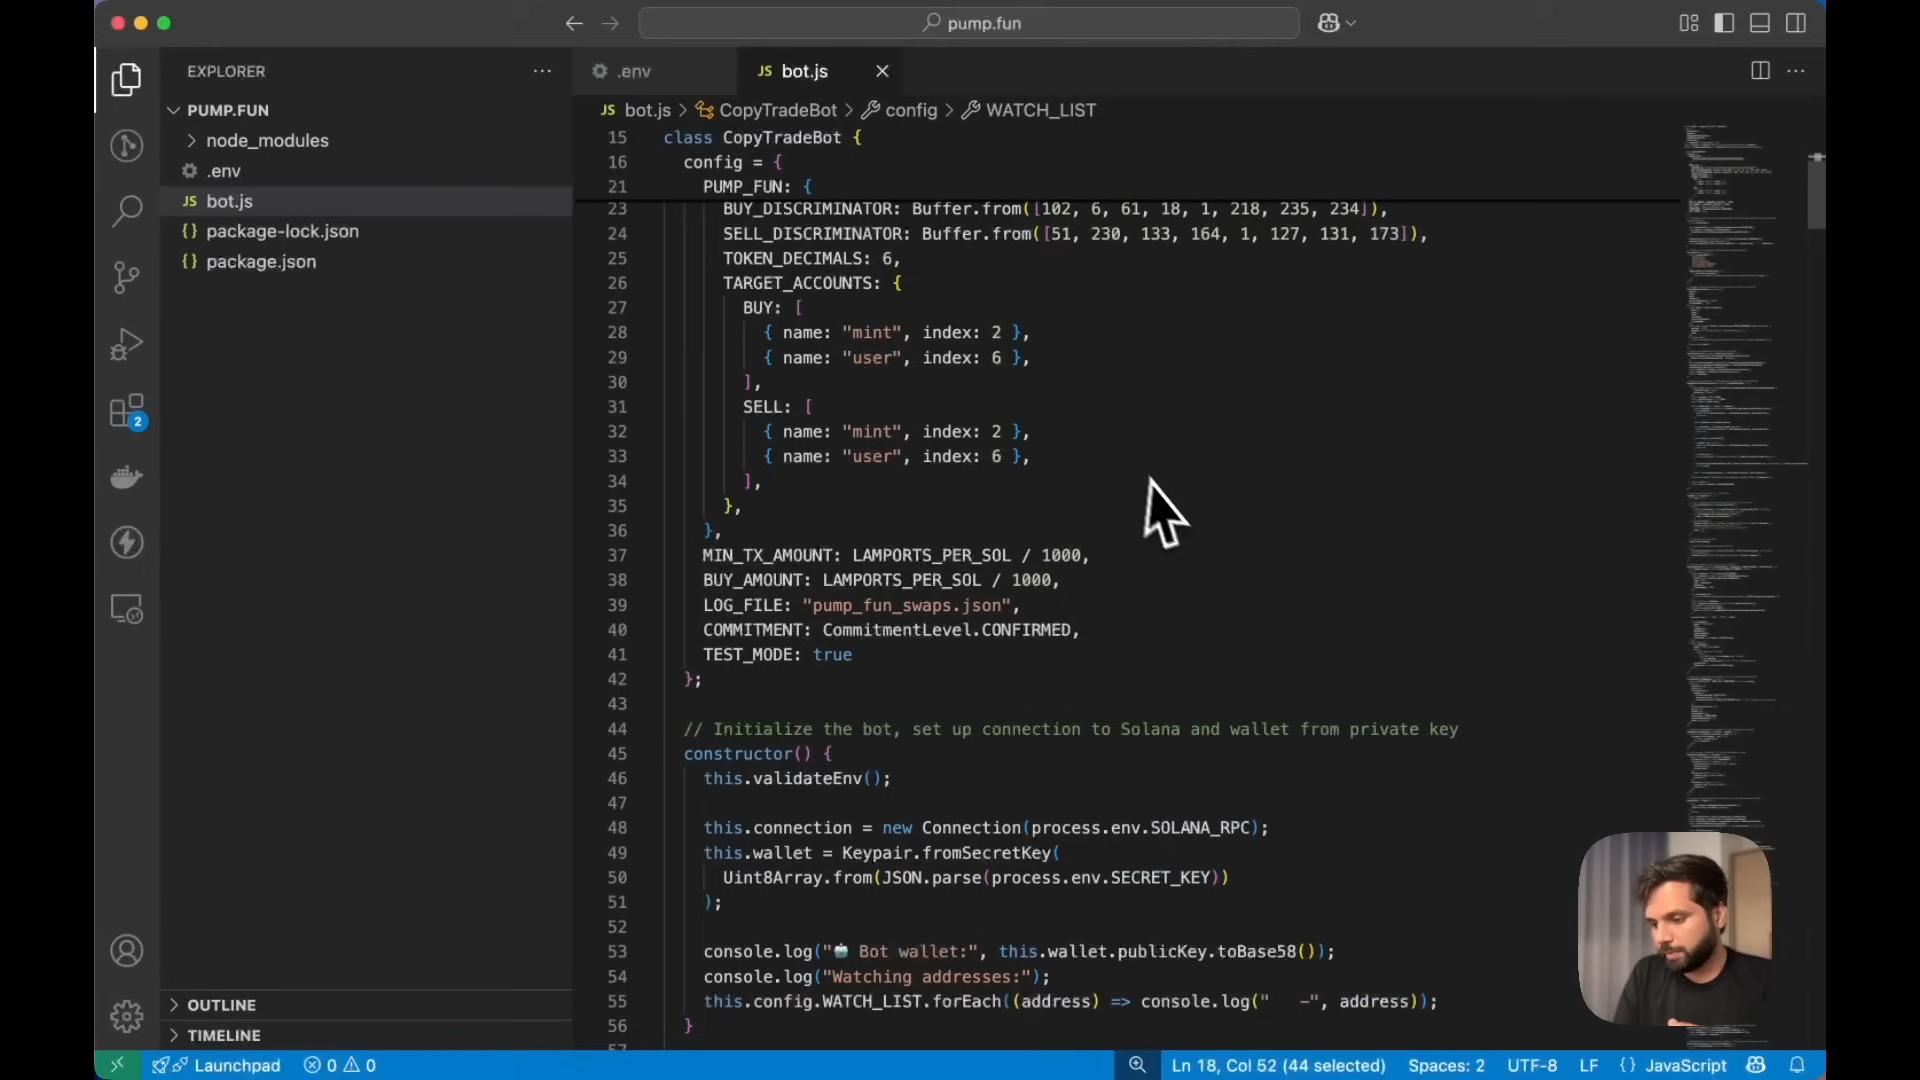 pump.fun
EXPLORER
.env
JS bot.js
JS bot.js > CopyTradeBot > config > WATCH_LIST
PUMP.FUN
node_modules
.env
JS bot.js
{} package-lock.json
{} package.json
2
OUTLINE
TIMELINE
15 class CopyTradeBot {
16 config = {
21 PUMP_FUN: {
23 BUY_DISCRIMINATOR: Buffer.from([102, 6, 61, 18, 1, 218, 235, 234]),
24 SELL_DISCRIMINATOR: Buffer.from([51, 230, 133, 164, 1, 127, 131, 173]),
25 TOKEN_DECIMALS: 6,
26 TARGET_ACCOUNTS: {
27 BUY: [
28 { name: "mint", index: 2 },
29 { name: "user", index: 6 },
30 ],
31 SELL: [
32 { name: "mint", index: 2 },
33 { name: "user", index: 6 },
34 ],
35 },
36 },
37 MIN_TX_AMOUNT: LAMPORTS_PER_SOL / 1000,
38 BUY_AMOUNT: LAMPORTS_PER_SOL / 1000,
39 LOG_FILE: "pump_fun_swaps.json",
40 COMMITMENT: CommitmentLevel.CONFIRMED,
41 TEST_MODE: true
42 };
43
44 // Initialize the bot, set up connection to Solana and wallet from private key
45 constructor() {
46 this.validateEnv();
47
48 this.connection = new Connection(process.env.SOLANA_RPC);
49 this.wallet = Keypair.fromSecretKey(
50 Uint8Array.from(JSON.parse(process.env.SECRET_KEY))
51 );
52
53 console.log("🤖 Bot wallet:", this.wallet.publicKey.toBase58());
54 console.log("Watching addresses:");
55 this.config.WATCH_LIST.forEach((address) => console.log("   -", address));
56 }
57
Launchpad 0 0 Ln 18, Col 52 (44 selected) Spaces: 2 UTF-8 LF {} JavaScript